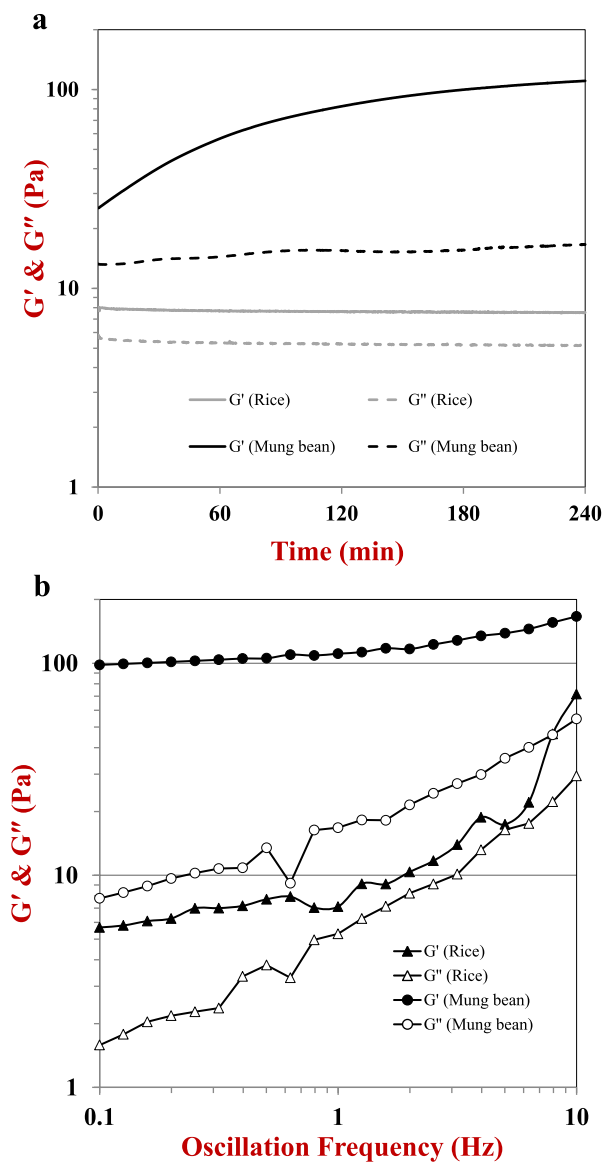 a
100
10
1
G' & G" (Pa)
G' (Rice)
G" (Rice)
G' (Mung bean)
G" (Mung bean)
0
60
120
180
240
Time (min)
b
100
10
1
G' & G" (Pa)
G' (Rice)
G" (Rice)
G' (Mung bean)
G" (Mung bean)
0.1
1
10
Oscillation Frequency (Hz)